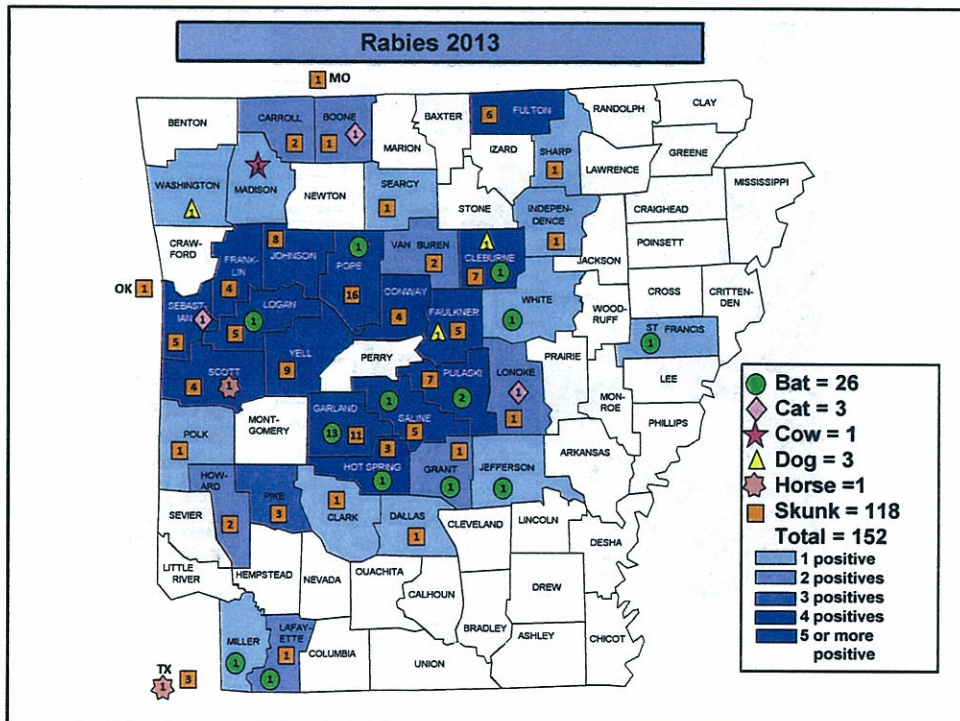 Rabies 2013
1 MO
BENTON
CARROLL
2
BOONE
1
1
MARION
BAXTER
6
FULTON
RANDOLPH
CLAY
IZARD
SHARP
1
LAWRENCE
GREENE
WASHINGTON
1
1
MADISON
NEWTON
SEARCY
1
STONE
INDEPEN-
DENCE
1
CRAIGHEAD
MISSISSIPPI
CRAW-
FORD
FRANK-
LIN
4
8
JOHNSON
1
POPE
16
VAN BUREN
2
1
CLEBURNE
7
1
JACKSON
POINSETT
OK 1
SEBAST-
IAN
1
5
LOGAN
5
1
CONWAY
4
FAULKNER
1
5
WHITE
1
WOOD-
RUFF
CROSS
CRITTEN-
DEN
ST FRANCIS
1
SCOTT
4
1
YELL
9
PERRY
7
PULASKI
2
LONOKE
1
1
PRAIRIE
MON-
ROE
LEE
PHILLIPS
POLK
1
MONT-
GOMERY
GARLAND
13
11
1
SALINE
5
3
HOT SPRING
1
1
GRANT
1
JEFFERSON
1
ARKANSAS
HOW-
ARD
2
PIKE
3
1
CLARK
DALLAS
1
CLEVELAND
LINCOLN
DESHA
SEVIER
LITTLE
RIVER
HEMPSTEAD
NEVADA
OUACHITA
CALHOUN
BRADLEY
DREW
ASHLEY
CHICOT
MILLER
1
LAFAY-
ETTE
1
1
COLUMBIA
UNION
TX
1
3
Bat = 26
Cat = 3
Cow = 1
Dog = 3
Horse =1
Skunk = 118
Total = 152
1 positive
2 positives
3 positives
4 positives
5 or more
positive